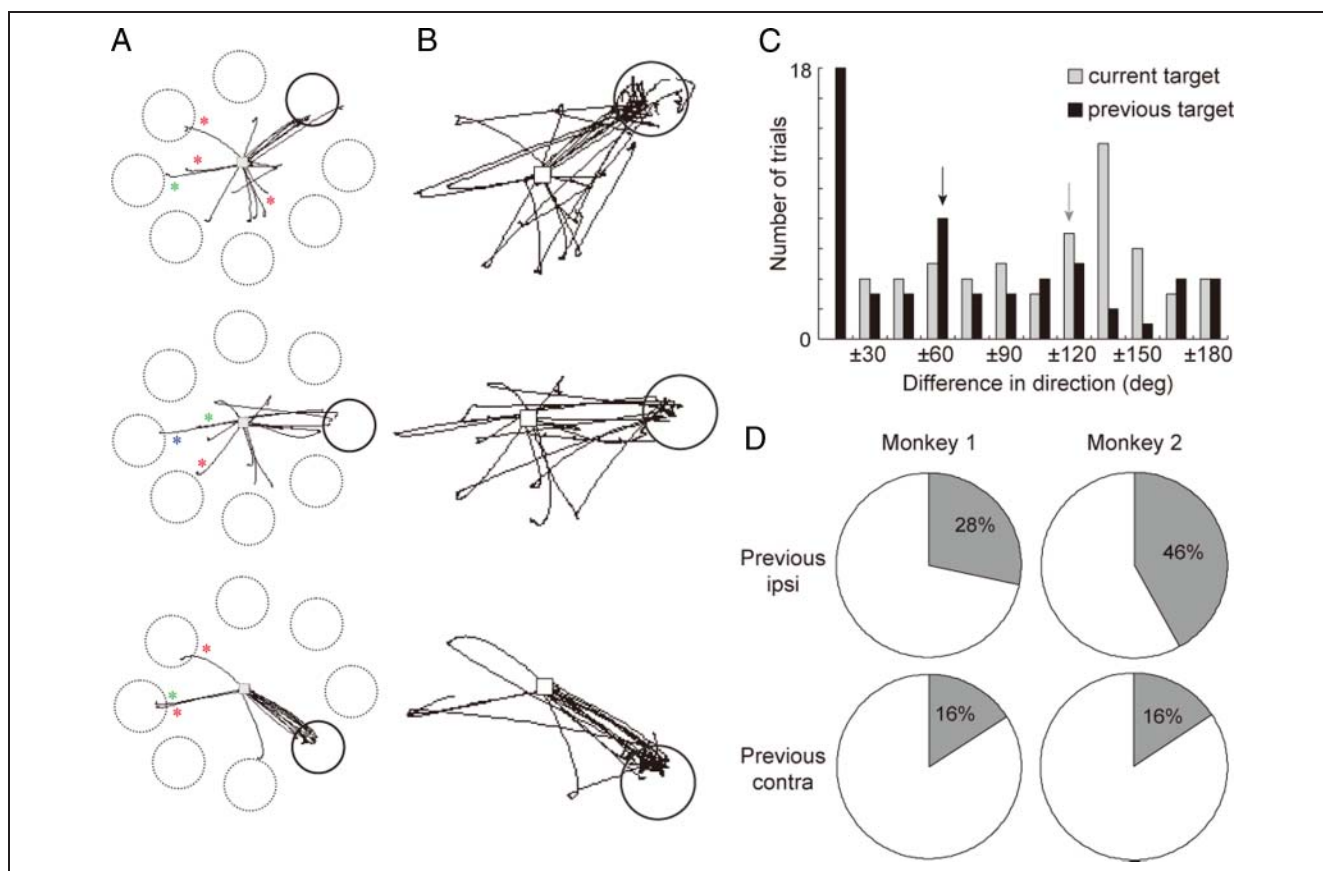 A
B
C
18
current target
previous target
Number of trials
0
±30 ±60 ±90 ±120 ±150 ±180
Difference in direction (deg)
*
*
*
*
*
*
*
*
*
*
D
Monkey 1 Monkey 2
Previous
ipsi
28%
46%
Previous
contra
16%
16%